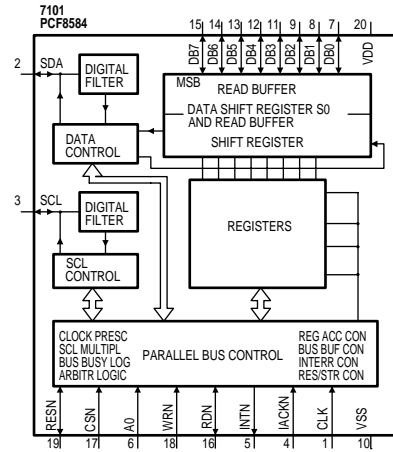 7101
PCF8584
15 14 13 12 11 9 8 7 20
DB7 DB6 DB5 DB4 DB3 DB2 DB1 DB0 VDD
2 SDA
DIGITAL
FILTER
MSB
READ BUFFER
DATA SHIFT REGISTER S0
AND READ BUFFER
SHIFT REGISTER
DATA
CONTROL
3 SCL
DIGITAL
FILTER
REGISTERS
SCL
CONTROL
CLOCK PRESC
SCL MULTIPL
BUS BUSY LOG
ARBITR LOGIC
PARALLEL BUS CONTROL
REG ACC CON
BUS BUF CON
INTERR CON
RES/STR CON
RESN CSN A0 WRN RDN INTN IACKN CLK VSS
19 17 6 18 16 5 4 1 10